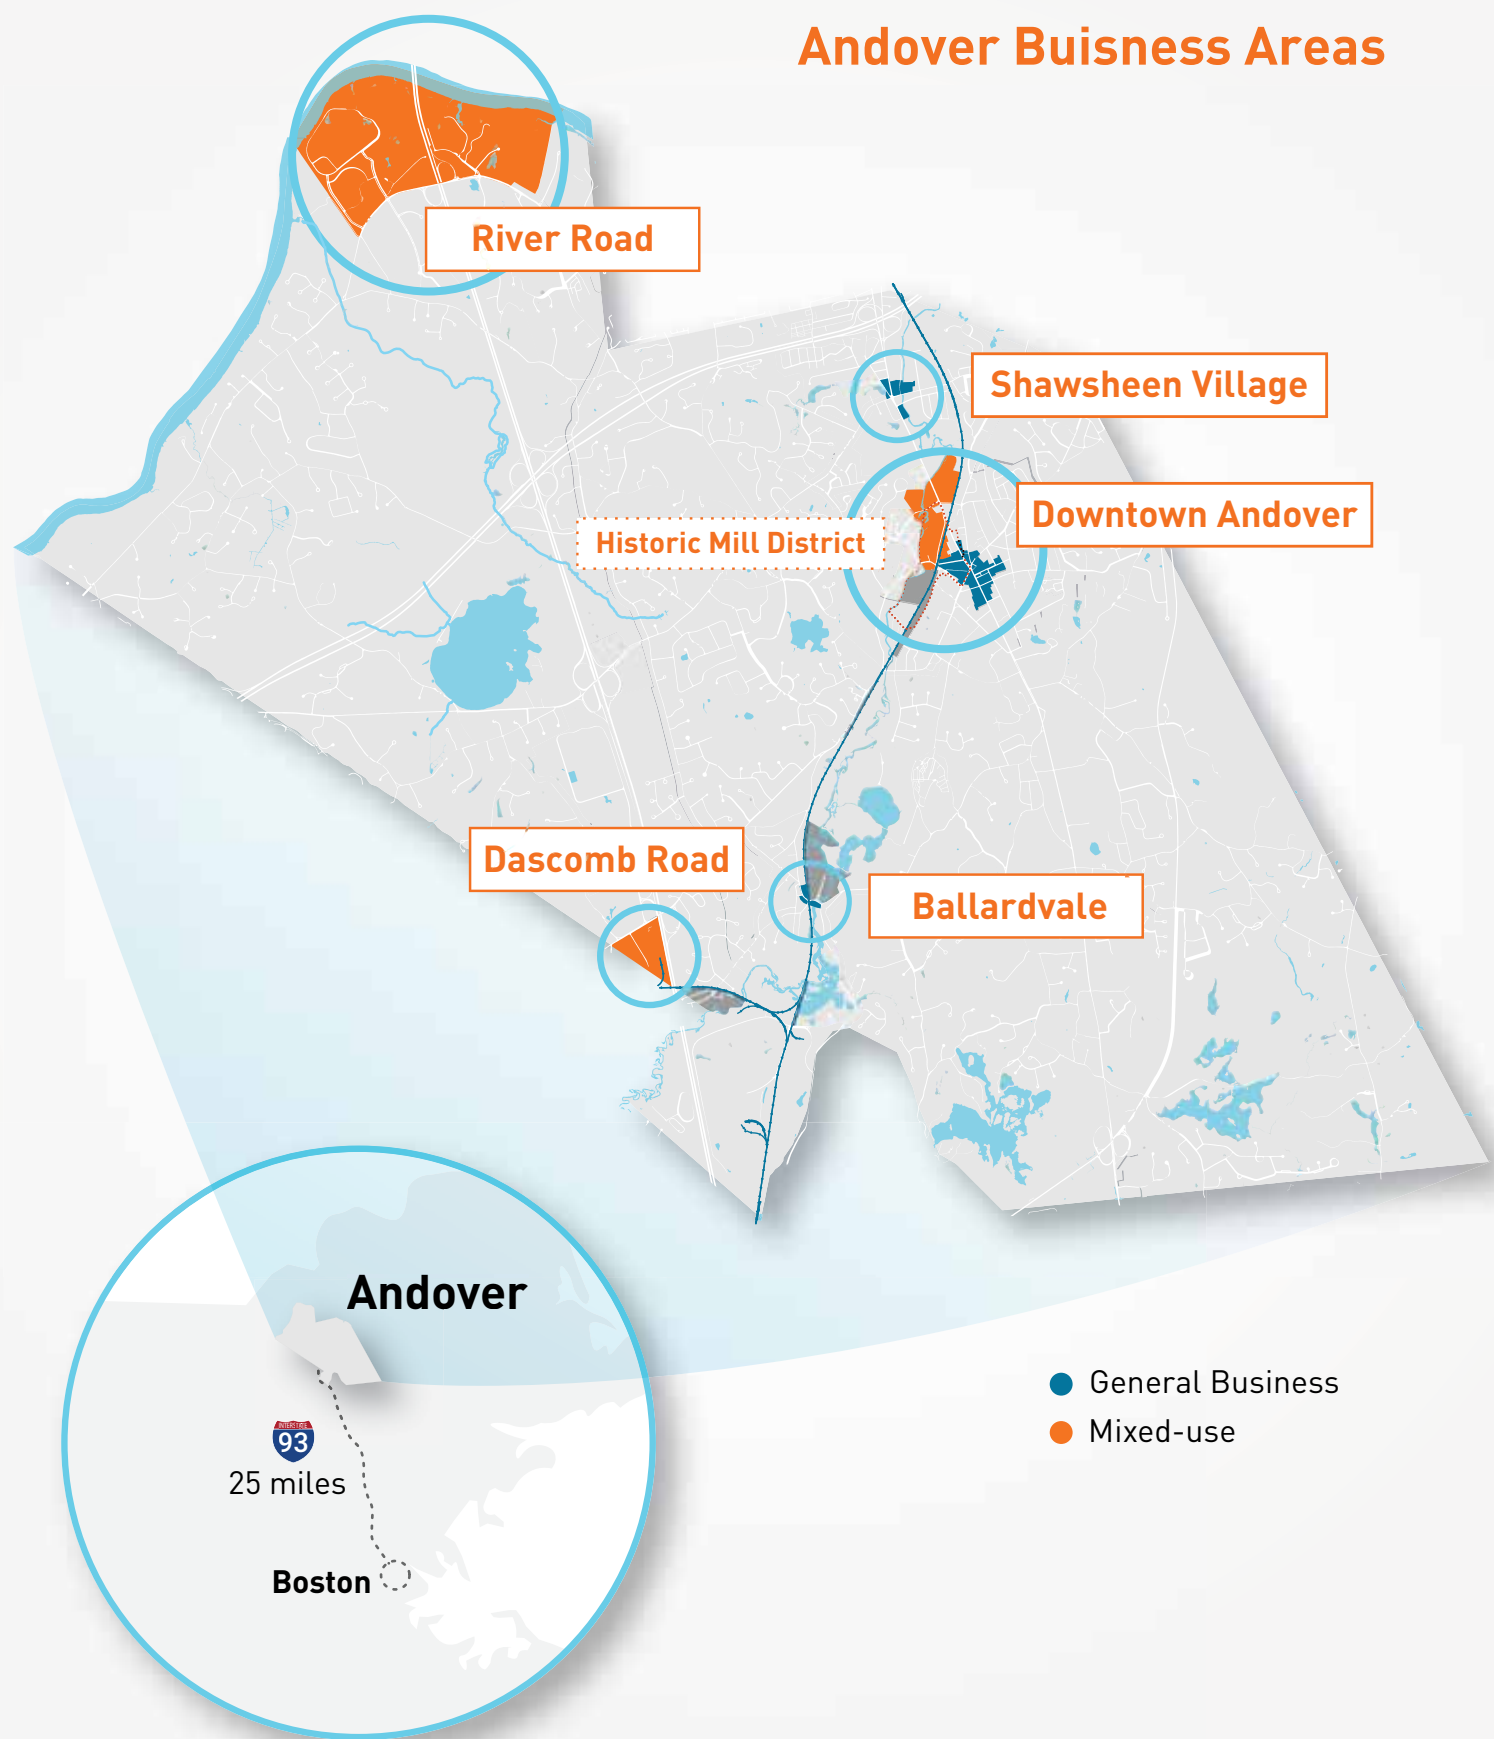 Andover Buisness Areas
River Road
Shawsheen Village
Downtown Andover
Historic Mill District
Dascomb Road
Ballardvale
Andover
General Business
Mixed-use
INTERSTATE
93
25 miles
Boston